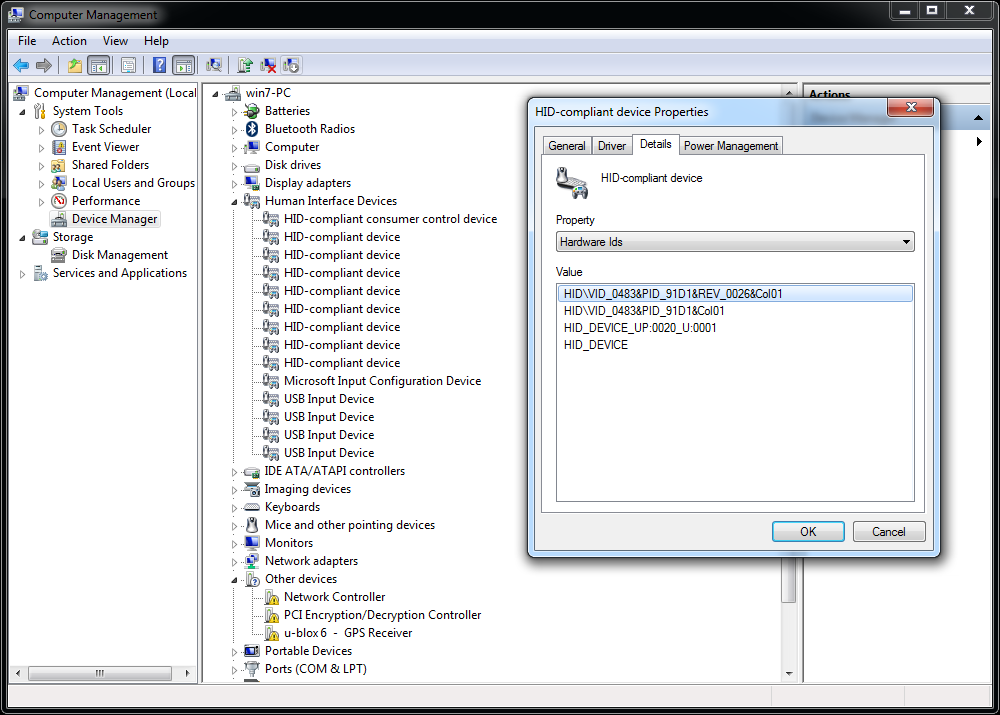 Computer Management
File Action View Help
Computer Management (Local
System Tools
Task Scheduler
Event Viewer
Shared Folders
Local Users and Groups
Performance
Device Manager
Storage
Disk Management
Services and Applications
win7-PC
Batteries
Bluetooth Radios
Computer
Disk drives
Display adapters
Human Interface Devices
HID-compliant consumer control device
HID-compliant device
HID-compliant device
HID-compliant device
HID-compliant device
HID-compliant device
HID-compliant device
HID-compliant device
HID-compliant device
Microsoft Input Configuration Device
USB Input Device
USB Input Device
USB Input Device
USB Input Device
IDE ATA/ATAPI controllers
Imaging devices
Keyboards
Mice and other pointing devices
Monitors
Network adapters
Other devices
Network Controller
PCI Encryption/Decryption Controller
u-blox 6 - GPS Receiver
Portable Devices
Ports (COM & LPT)
Actions
HID-compliant device Properties
General Driver Details Power Management
HID-compliant device
Property
Hardware Ids
Value
HID\VID_0483&PID_91D1&REV_0026&Col01
HID\VID_0483&PID_91D1&Col01
HID_DEVICE_UP:0020_U:0001
HID_DEVICE
OK Cancel